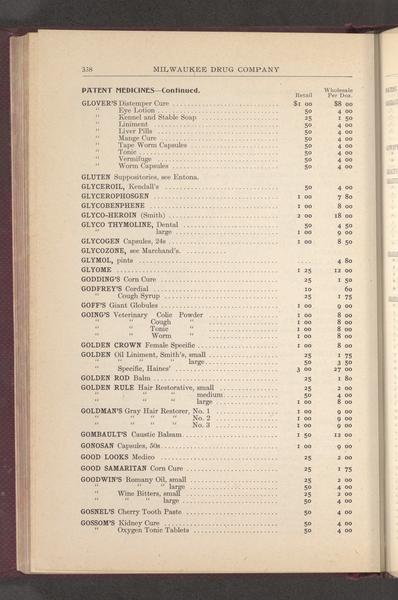 338 MILWAUKEE DRUG COMPANY
PATENT MEDICINES—Continued.
Retail Wholesale Per Doz.
GLOVER'S Distemper Cure $1 00 $8 00
" Eye Lotion 50 4 00
" Kennel and Stable Soap 25 1 50
" Liniment 50 4 00
" Liver Pills 50 4 00
" Mange Cure 50 4 00
" Tape Worm Capsules 50 4 00
" Tonic 50 4 00
" Vermifuge 50 4 00
" Worm Capsules 50 4 00
GLUTEN Suppositories, see Entona.
GLYCEROIL, Kendall's 50 4 00
GLYCEROPHOSGEN 1 00 7 80
GLYCOBENPHENE 1 00 8 00
GLYCO-HEROIN (Smith) 2 00 18 00
GLYCO THYMOLINE, Dental 50 4 50
" large 1 00 9 00
GLYCOGEN Capsules, 24s 1 00 8 50
GLYCOZONE, see Marchand's.
GLYMOL, pints 4 80
GLYOME 1 25 12 00
GODDING'S Corn Cure 25 1 50
GODFREY'S Cordial 10 60
" Cough Syrup 25 1 75
GOFF'S Giant Globules 1 00 9 00
GOING'S Veterinary Colic Powder 1 00 8 00
" " Cough " 1 00 8 00
" " Tonic " 1 00 8 00
" " Worm " 1 00 8 00
GOLDEN CROWN Female Specific 1 00 8 00
GOLDEN Oil Liniment, Smith's, small 25 1 75
" " " " large 50 3 50
" Specific, Haines' 3 00 27 00
GOLDEN ROD Balm 25 1 80
GOLDEN RULE Hair Restorative, small 25 2 00
" " " medium 50 4 00
" " " large 1 00 8 00
GOLDMAN'S Gray Hair Restorer, No. 1 1 00 9 00
" " " " No. 2 1 00 9 00
" " " " No. 3 1 00 9 00
GOMBAULT'S Caustic Balsam 1 50 12 00
GONOSAN Capsules, 50s 1 00 9 00
GOOD LOOKS Medico 25 2 00
GOOD SAMARITAN Corn Cure 25 1 75
GOODWIN'S Romany Oil, small 25 2 00
" " " large 50 4 00
" Wine Bitters, small 25 2 00
" " " large 50 4 00
GOSNEL'S Cherry Tooth Paste 50 4 00
GOSSOM'S Kidney Cure 50 4 00
" Oxygen Tonic Tablets 50 4 00